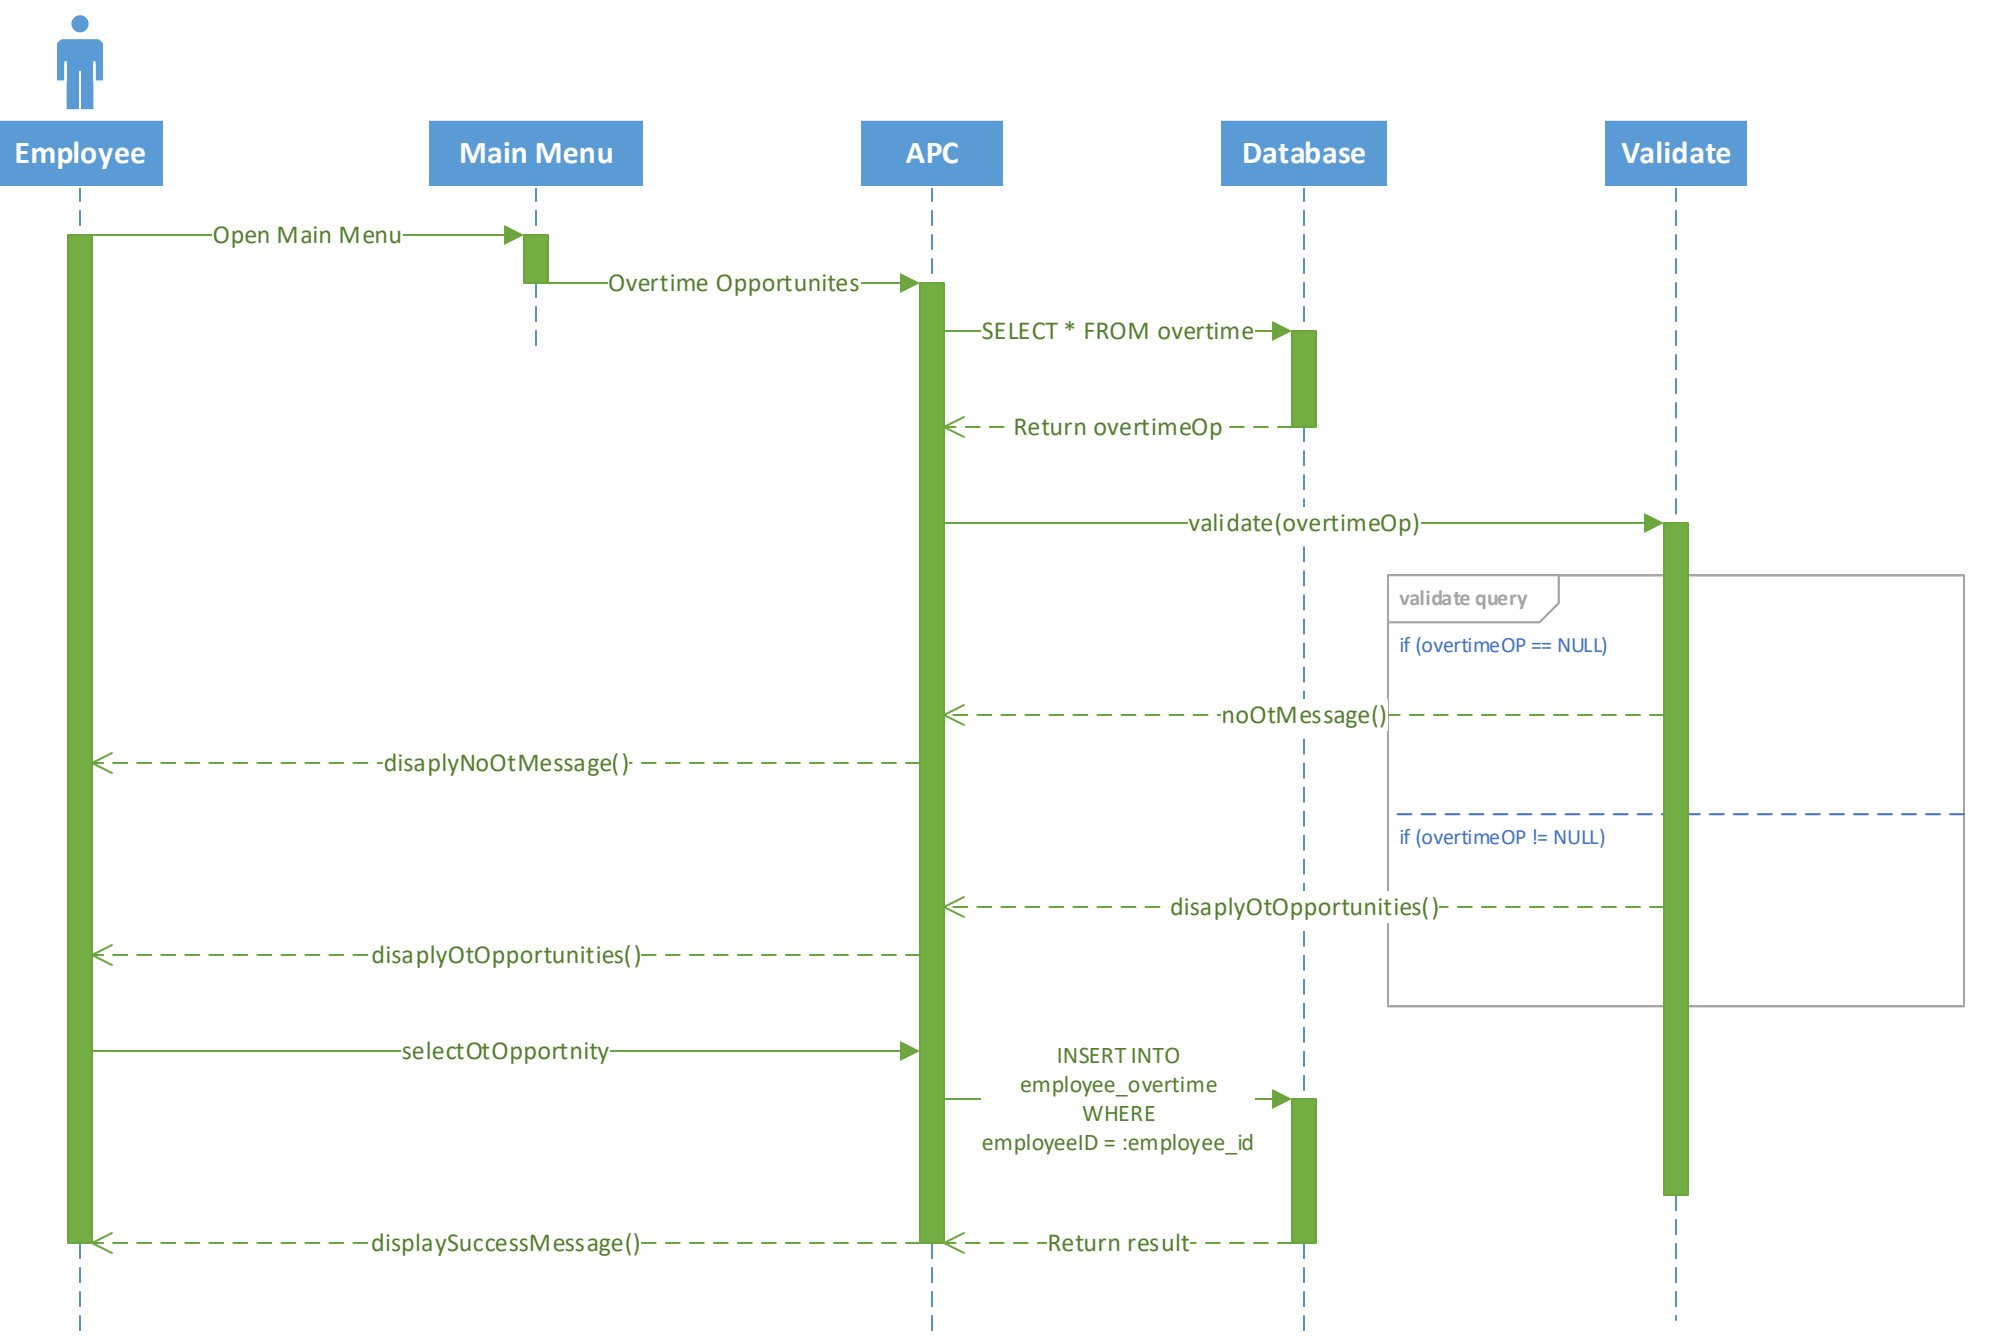 Employee
Main Menu
APC
Database
Validate
Open Main Menu
Overtime Opportunites
SELECT * FROM overtime
Return overtimeOp
validate(overtimeOp)
validate query
if (overtimeOP == NULL)
noOtMessage()
disaplyNoOtMessage()
if (overtimeOP != NULL)
disaplyOtOpportunities()
disaplyOtOpportunities()
selectOtOpportnity
INSERT INTO
employee_overtime
WHERE
employeeID = :employee_id
displaySuccessMessage()
Return result